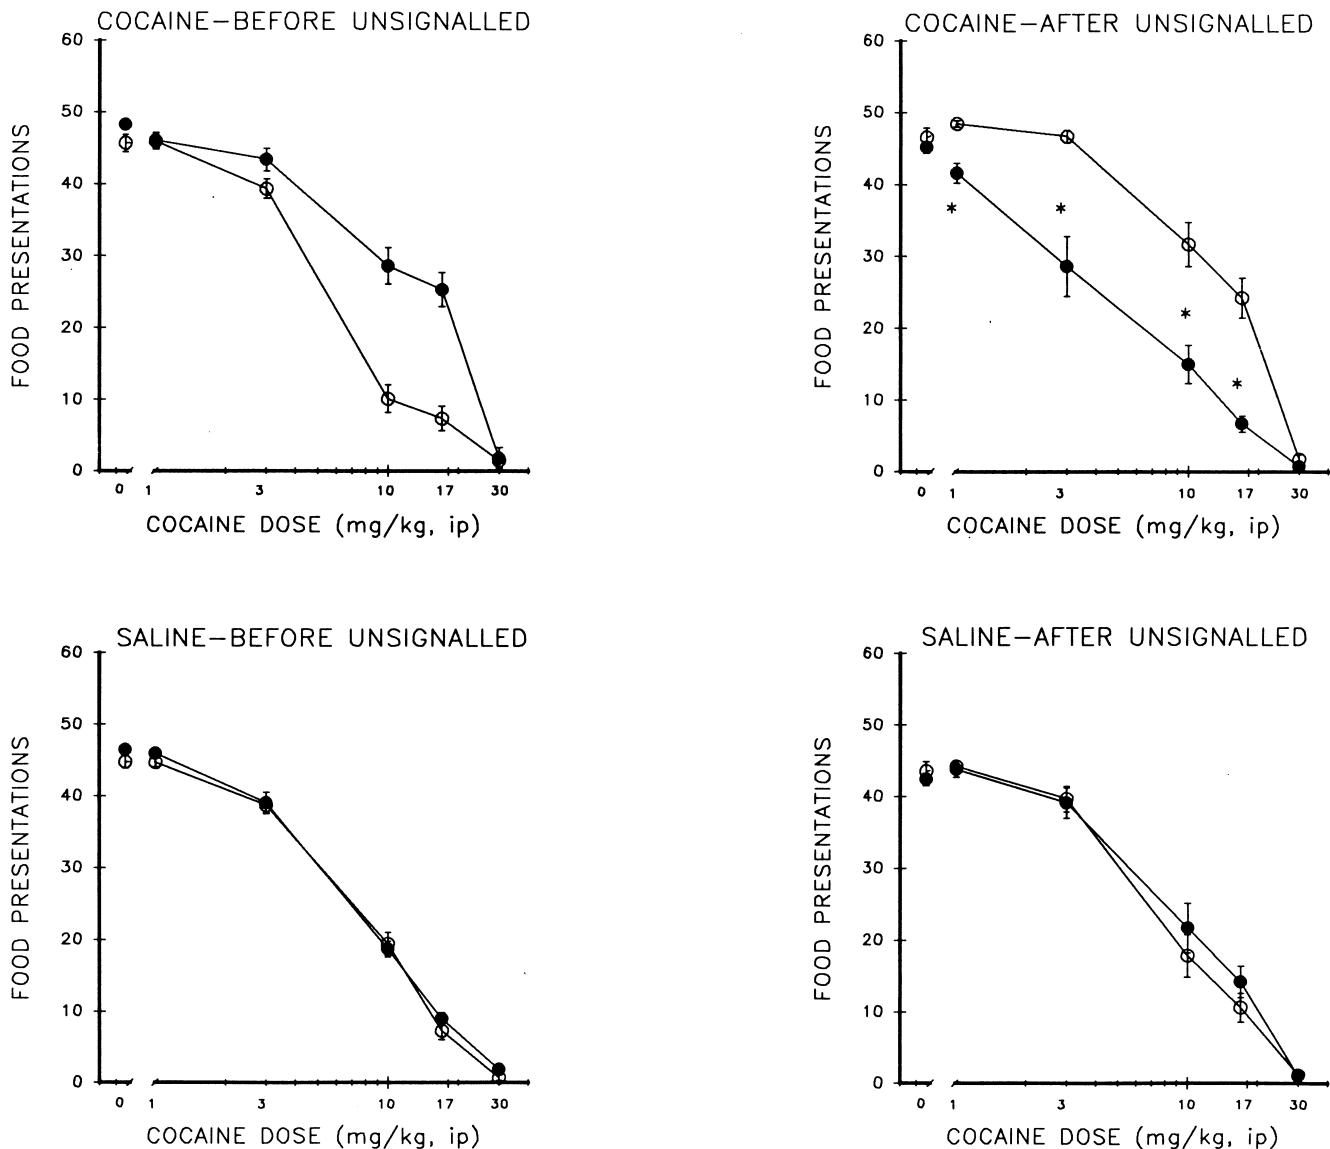 COCAINE-BEFORE UNSIGNALLED
FOOD PRESENTATIONS
60
50
40
30
20
10
0
0 1 3 10 17 30
COCAINE DOSE (mg/kg, ip)
COCAINE-AFTER UNSIGNALLED
FOOD PRESENTATIONS
60
50
40
30
20
10
0
*
*
*
*
0 1 3 10 17 30
COCAINE DOSE (mg/kg, ip)
SALINE-BEFORE UNSIGNALLED
FOOD PRESENTATIONS
60
50
40
30
20
10
0
0 1 3 10 17 30
COCAINE DOSE (mg/kg, ip)
SALINE-AFTER UNSIGNALLED
FOOD PRESENTATIONS
60
50
40
30
20
10
0
0 1 3 10 17 30
COCAINE DOSE (mg/kg, ip)